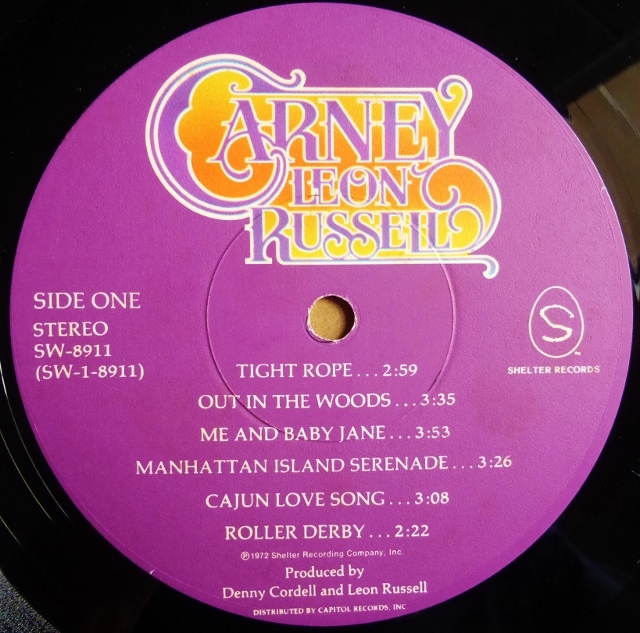 CARNEY
LEON
RUSSELL
SIDE ONE
STEREO
SW-8911
(SW-1-8911)
S
™
SHELTER RECORDS
TIGHT ROPE...2:59
OUT IN THE WOODS...3:35
ME AND BABY JANE...3:53
MANHATTAN ISLAND SERENADE...3:26
CAJUN LOVE SONG...3:08
ROLLER DERBY...2:22
℗1972 Shelter Recording Company, Inc.
Produced by
Denny Cordell and Leon Russell
DISTRIBUTED BY CAPITOL RECORDS, INC